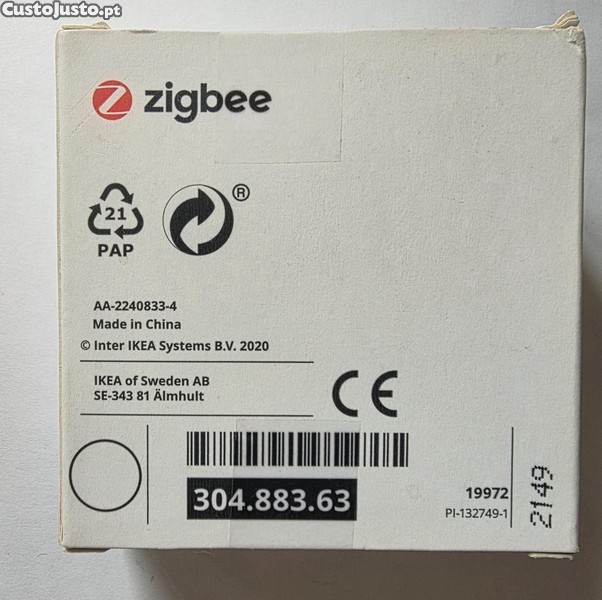 CustoJusto.pt
zigbee
®
21
PAP
AA-2240833-4
Made in China
© Inter IKEA Systems B.V. 2020
IKEA of Sweden AB
SE-343 81 Älmhult
CE
304.883.63
19972
PI-132749-1
2149